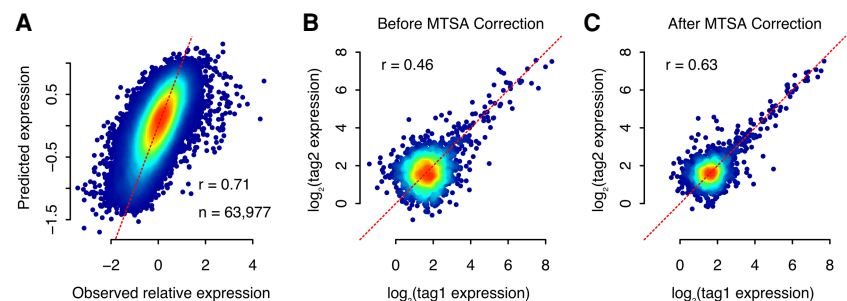 A
Predicted expression
0.5
−0.5
−1.5
r = 0.71
n = 63,977
−2 0 2 4
Observed relative expression
B
Before MTSA Correction
log2(tag2 expression)
8
6
4
2
0
r = 0.46
0 2 4 6 8
log2(tag1 expression)
C
After MTSA Correction
log2(tag2 expression)
8
6
4
2
0
r = 0.63
0 2 4 6 8
log2(tag1 expression)